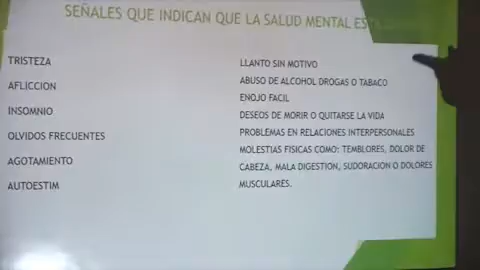 SEÑALES QUE INDICAN QUE LA SALUD MENTAL
TRISTEZA
AFLICCION
INSOMNIO
OLVIDOS FRECUENTES
AGOTAMIENTO
AUTOESTIM
LLANTO SIN MOTIVO
ABUSO DE ALCOHOL DROGAS O TABACO
ENOJO FACIL
DESEOS DE MORIR O QUITARSE LA VIDA
PROBLEMAS EN RELACIONES INTERPERSONALES
MOLESTIAS FISICAS COMO: TEMBLORES, DOLOR DE
CABEZA, MALA DIGESTION, SUDORACION O DOLORES
MUSCULARES.